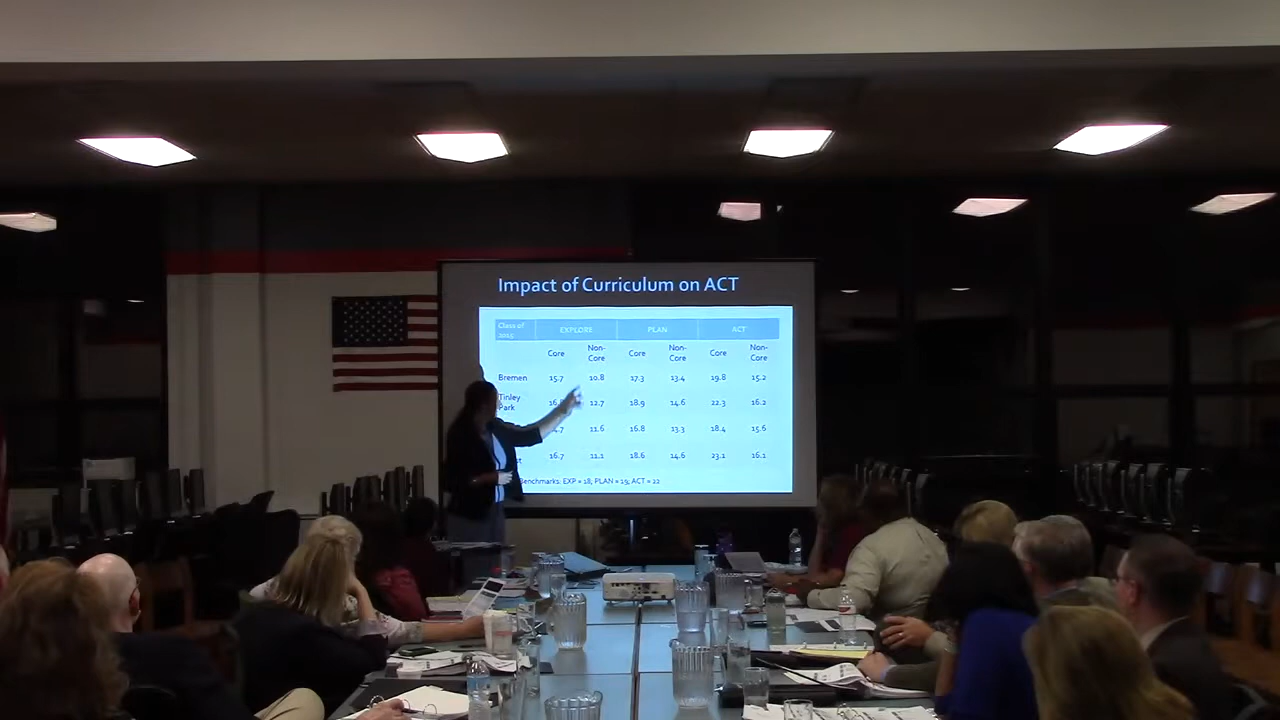 Impact of Curriculum on ACT
Class of 2015 EXPLORE PLAN ACT
Core Non-Core Core Non-Core Core Non-Core
Bremen 15.7 10.8 17.3 13.4 19.8 15.2
Tinley Park 12.7 18.9 14.6 22.3 16.2
11.6 16.8 13.3 18.4 15.6
16.7 11.1 18.6 14.6 23.1 16.1
Benchmarks: EXP = 18; PLAN = 19; ACT = 22